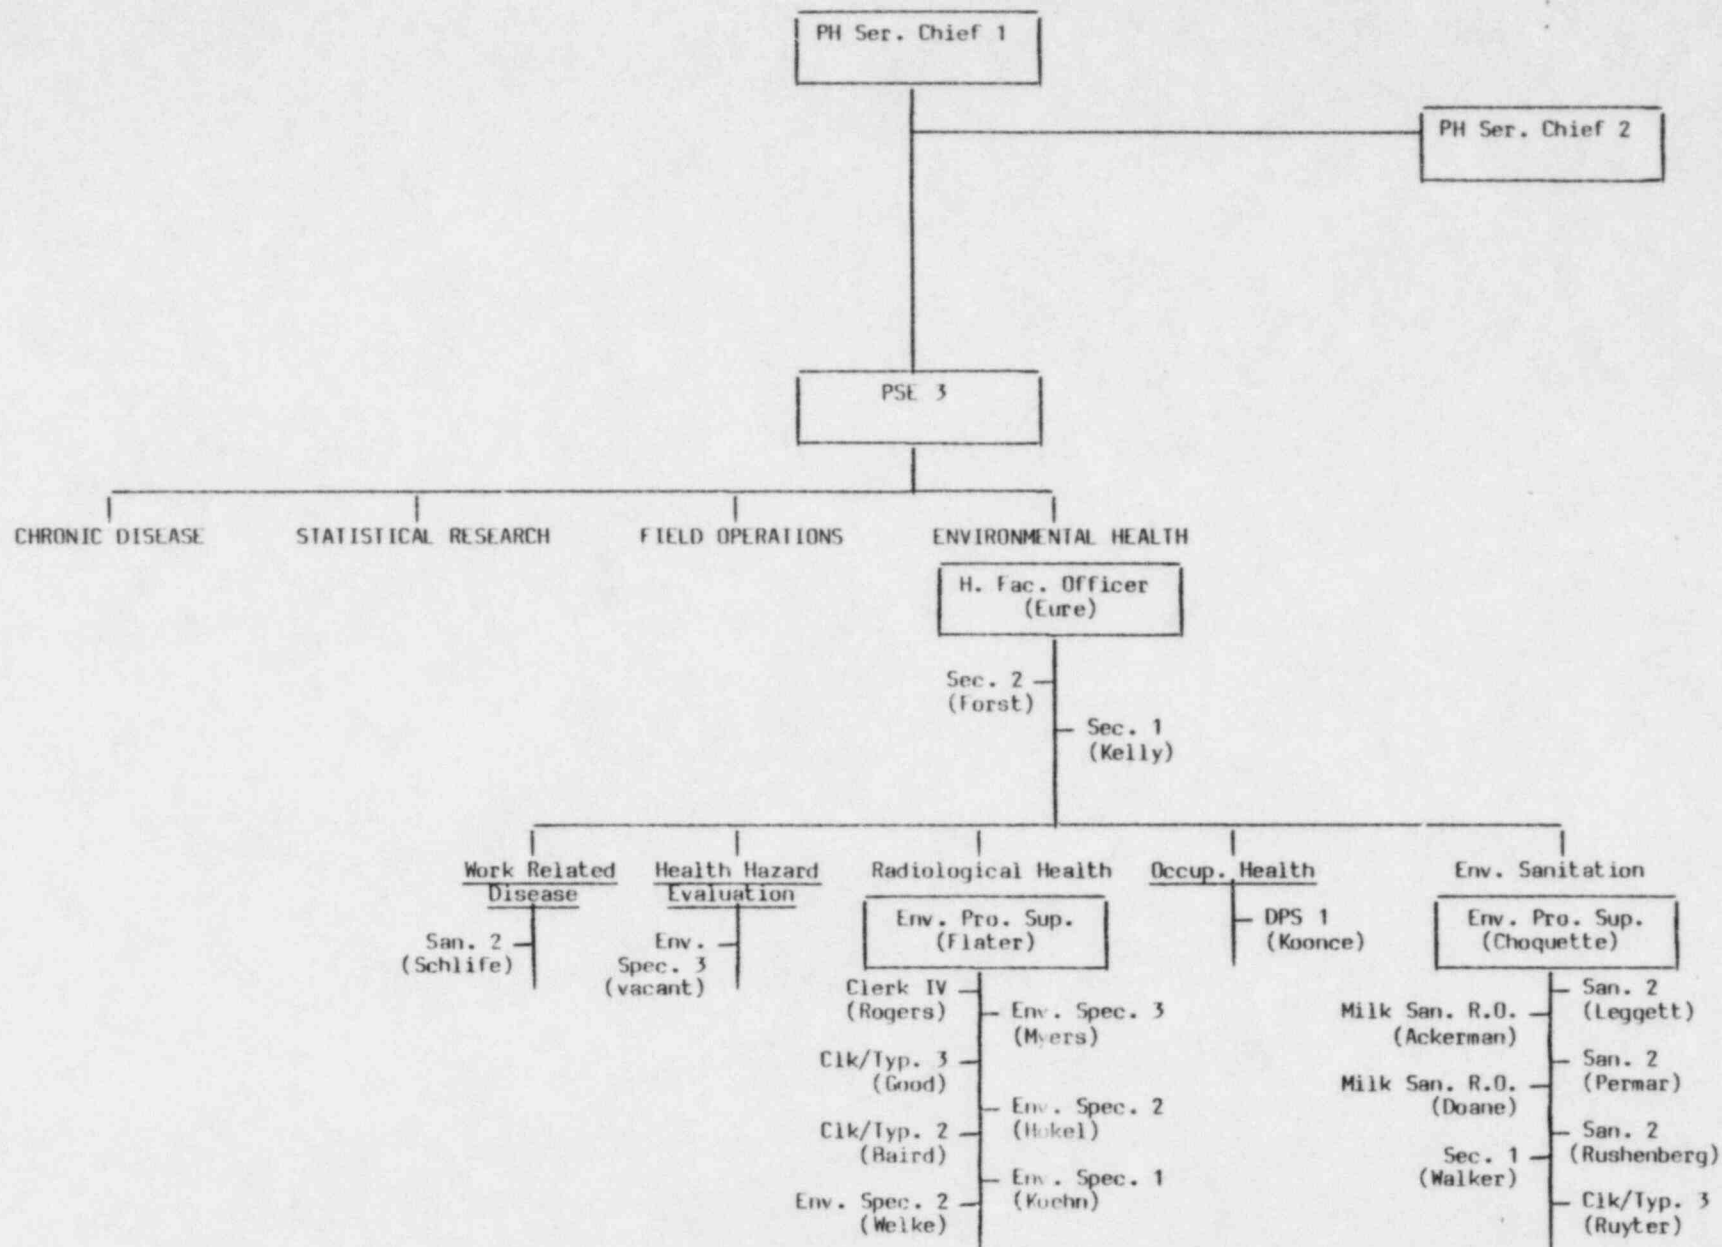 PH Ser. Chief 1
PH Ser. Chief 2
PSE 3
CHRONIC DISEASE
STATISTICAL RESEARCH
FIELD OPERATIONS
ENVIRONMENTAL HEALTH
H. Fac. Officer
(Eure)
Sec. 2
(Forst)
Sec. 1
(Kelly)
Work Related
Disease
San. 2
(Schlife)
Health Hazard
Evaluation
Env.
Spec. 3
(vacant)
Radiological Health
Env. Pro. Sup.
(Flater)
Clerk IV
(Rogers)
Env. Spec. 3
(Myers)
Clk/Typ. 3
(Good)
Env. Spec. 2
(Hokel)
Clk/Typ. 2
(Baird)
Env. Spec. 1
(Kuehn)
Env. Spec. 2
(Welke)
Occup. Health
DPS 1
(Koonce)
Env. Sanitation
Env. Pro. Sup.
(Choquette)
San. 2
(Leggett)
Milk San. R.O.
(Ackerman)
San. 2
(Permar)
Milk San. R.O.
(Doane)
San. 2
(Rushenberg)
Sec. 1
(Walker)
Clk/Typ. 3
(Ruyter)